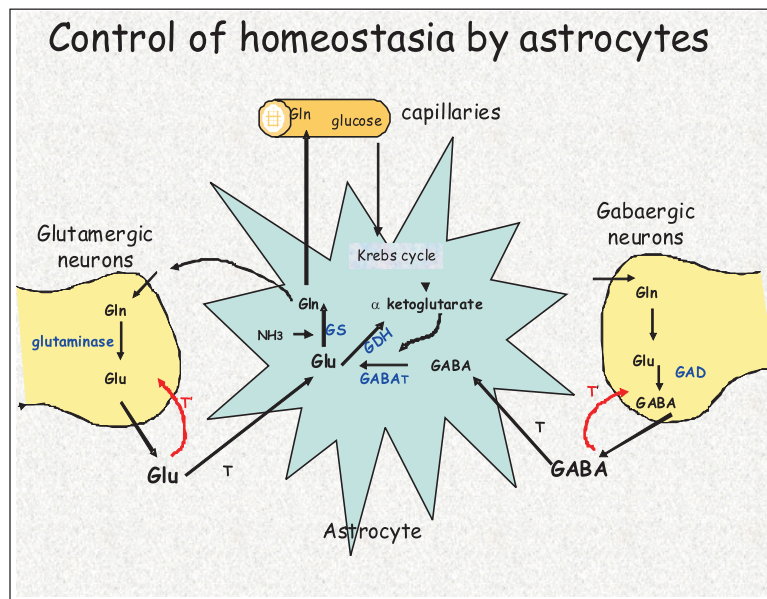 Control of homeostasia by astrocytes
Gln
glucose
capillaries
Glutamergic
neurons
Gabaergic
neurons
Krebs cycle
Gln
glutaminase
Glu
T
Glu
T
Gln
NH3
GS
Glu
α ketoglutarate
GDH
GABAT
GABA
Gln
Glu
GAD
GABA
T
T
GABA
Astrocyte